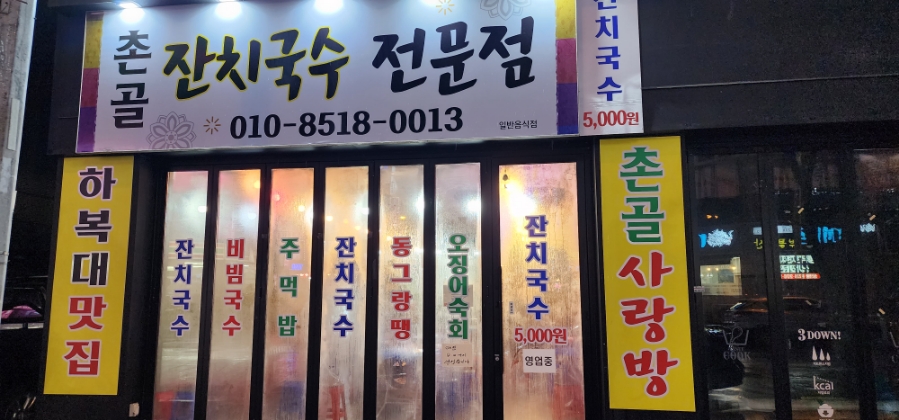 촌골
잔치국수 전문점
010-8518-0013
일반음식점
잔치국수
5,000원
하복대맛집
잔치국수
비빔국수
주먹밥
잔치국수
동그랑땡
오징어숙회
잔치국수
5,000원
영업중
촌골사랑방
3DOWN!
kcal
COOK